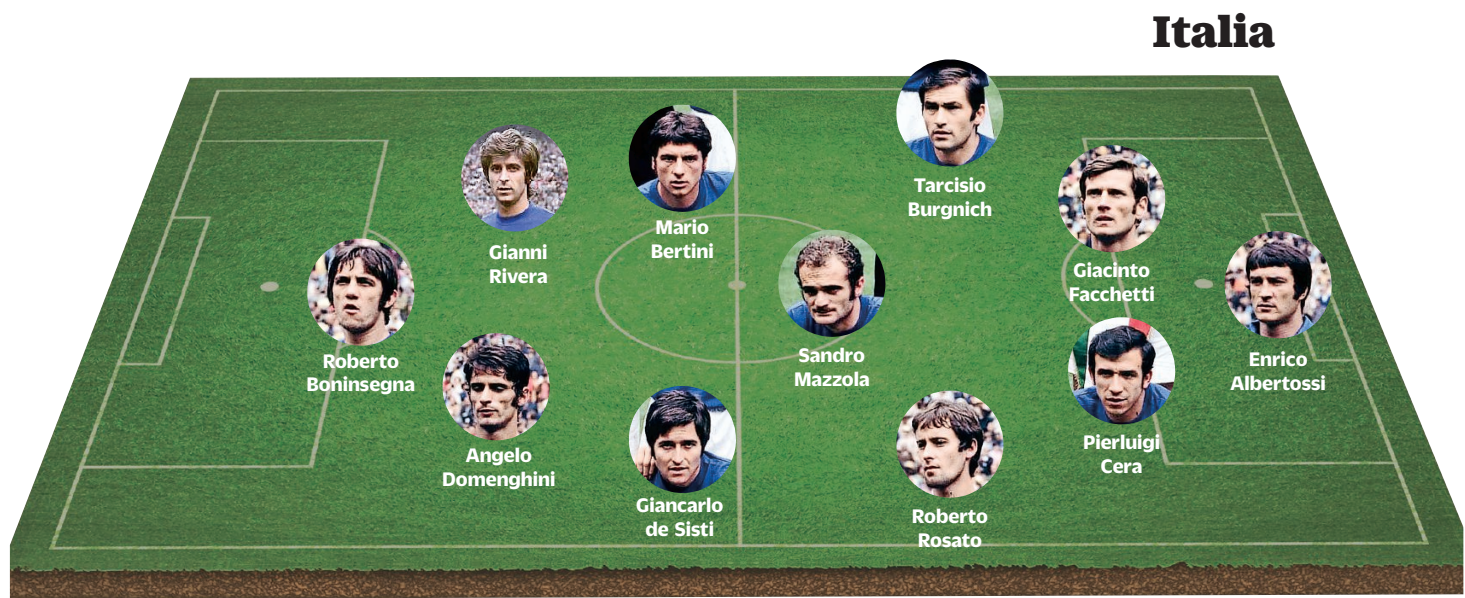 Italia
Tarcisio
Burgnich
Mario
Bertini
Gianni
Rivera
Giacinto
Facchetti
Sandro
Mazzola
Roberto
Boninsegna
Enrico
Albertossi
Pierluigi
Cera
Angelo
Domenghini
Giancarlo
de Sisti
Roberto
Rosato